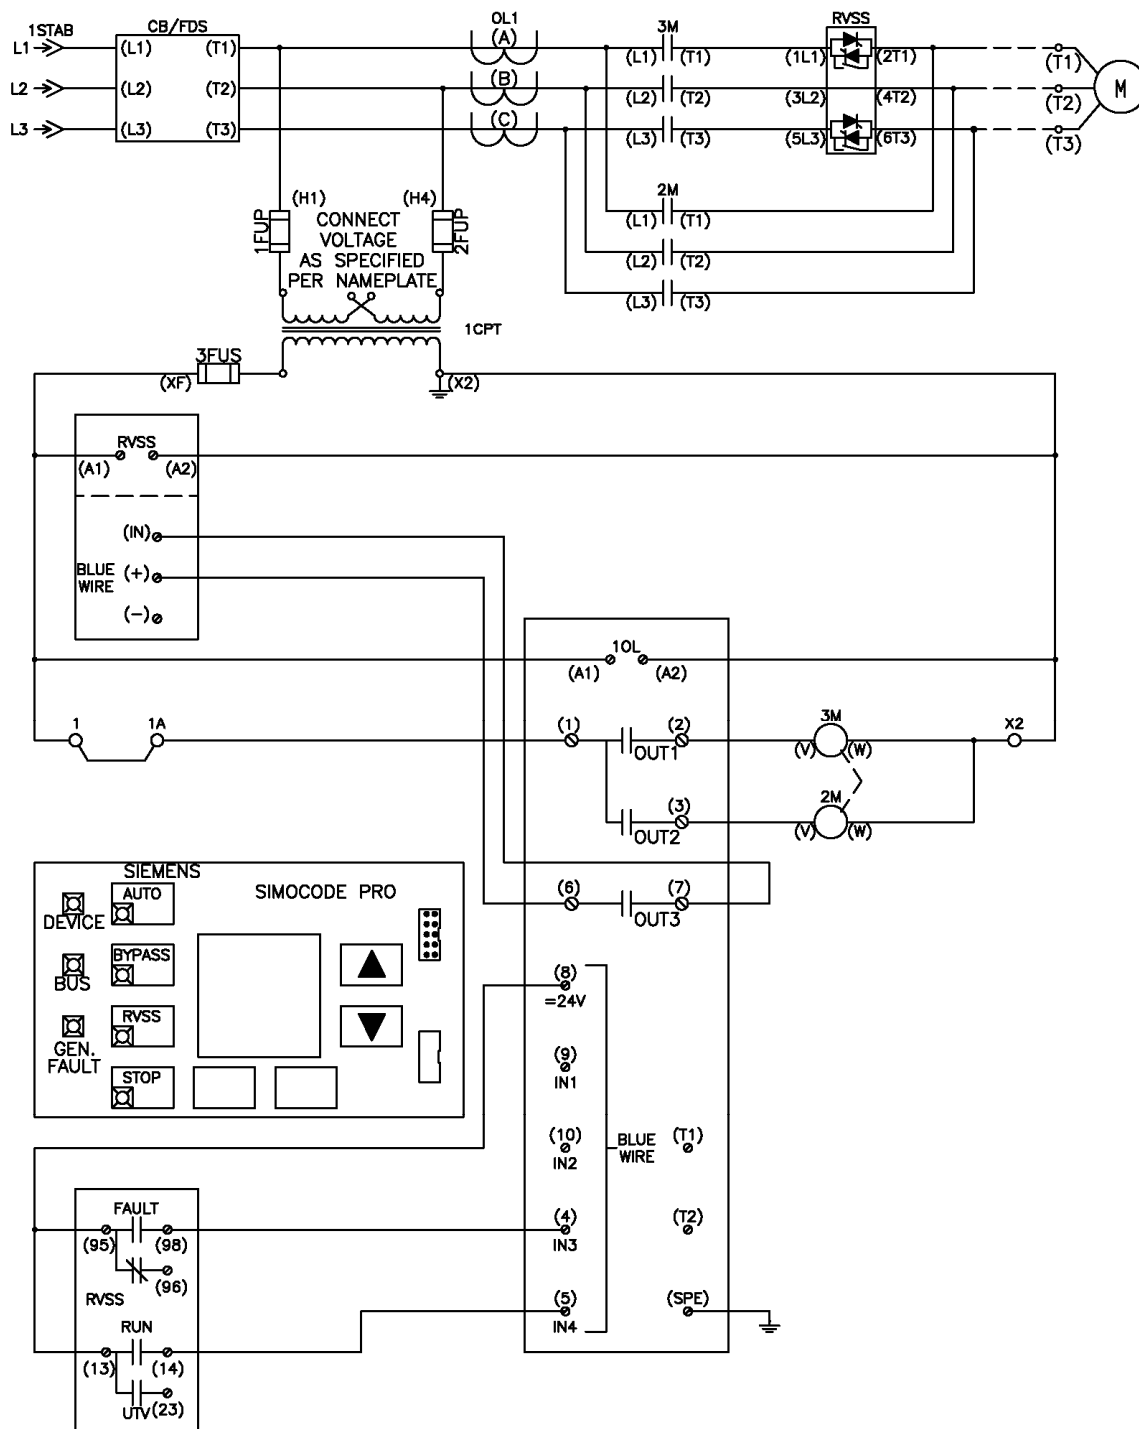 1STAB
CB/FDS
OL1
3M
RVSS
L1 (L1) (T1) (A) (L1) (T1) (1L1) (2T1) (T1)
L2 (L2) (T2) (B) (L2) (T2) (3L2) (4T2) (T2)
M
L3 (L3) (T3) (C) (L3) (T3) (5L3) (6T3) (T3)
2M
(L1) (T1)
(L2) (T2)
(L3) (T3)
(H1) (H4)
1FUP
2FUP
CONNECT
VOLTAGE
AS SPECIFIED
PER NAMEPLATE
1CPT
3FUS
(XF) (X2)
RVSS
(A1) (A2)
(IN)
BLUE
WIRE
(+)
(-)
1OL
(A1) (A2)
1 1A (1) (2) 3M X2
OUT1 (V) (W)
(3) 2M
OUT2 (V) (W)
(6) (7)
OUT3
SIEMENS
SIMOCODE PRO
DEVICE
AUTO
BUS
BYPASS
GEN.
FAULT
RVSS
STOP
(8)
=24V
(9)
IN1
(10)
IN2
BLUE
WIRE
(T1)
(4)
IN3
(T2)
(5)
IN4
(SPE)
FAULT
(95) (98)
(96)
RVSS
RUN
(13) (14)
UTV (23)